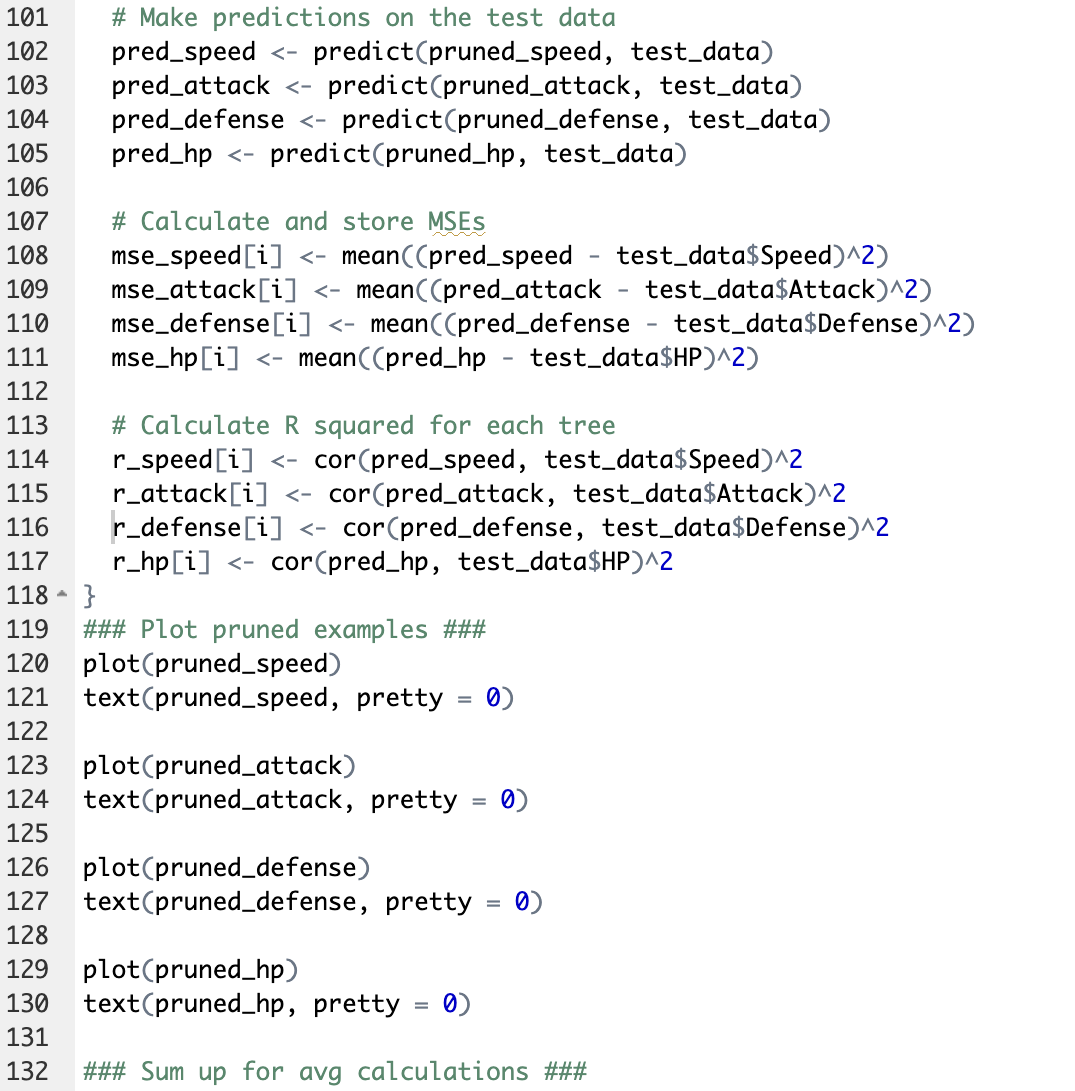 101 # Make predictions on the test data
102 pred_speed <- predict(pruned_speed, test_data)
103 pred_attack <- predict(pruned_attack, test_data)
104 pred_defense <- predict(pruned_defense, test_data)
105 pred_hp <- predict(pruned_hp, test_data)
106
107 # Calculate and store MSEs
108 mse_speed[i] <- mean((pred_speed - test_data$Speed)^2)
109 mse_attack[i] <- mean((pred_attack - test_data$Attack)^2)
110 mse_defense[i] <- mean((pred_defense - test_data$Defense)^2)
111 mse_hp[i] <- mean((pred_hp - test_data$HP)^2)
112
113 # Calculate R squared for each tree
114 r_speed[i] <- cor(pred_speed, test_data$Speed)^2
115 r_attack[i] <- cor(pred_attack, test_data$Attack)^2
116 r_defense[i] <- cor(pred_defense, test_data$Defense)^2
117 r_hp[i] <- cor(pred_hp, test_data$HP)^2
118 }
119 ### Plot pruned examples ###
120 plot(pruned_speed)
121 text(pruned_speed, pretty = 0)
122
123 plot(pruned_attack)
124 text(pruned_attack, pretty = 0)
125
126 plot(pruned_defense)
127 text(pruned_defense, pretty = 0)
128
129 plot(pruned_hp)
130 text(pruned_hp, pretty = 0)
131
132 ### Sum up for avg calculations ###